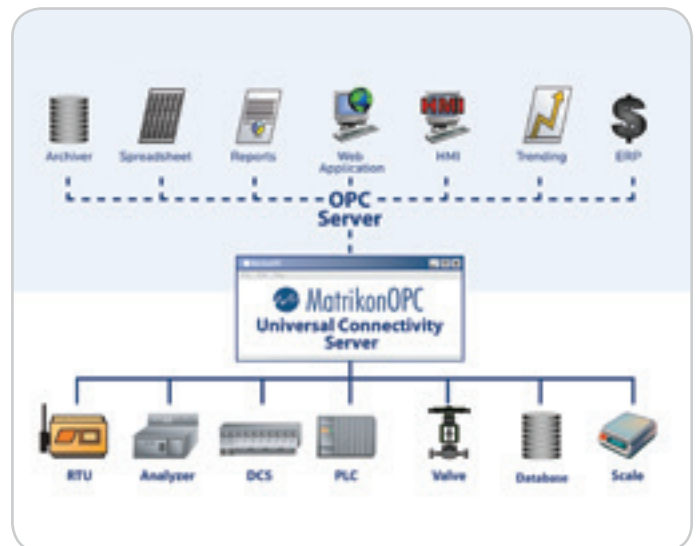 Archiver
Spreadsheet
Reports
Web
Application
HMI
HMI
Trending
ERP
OPC
Server
MatrikonOPC
Universal Connectivity
Server
RTU
Analyzer
DCS
PLC
Valve
Database
Scale